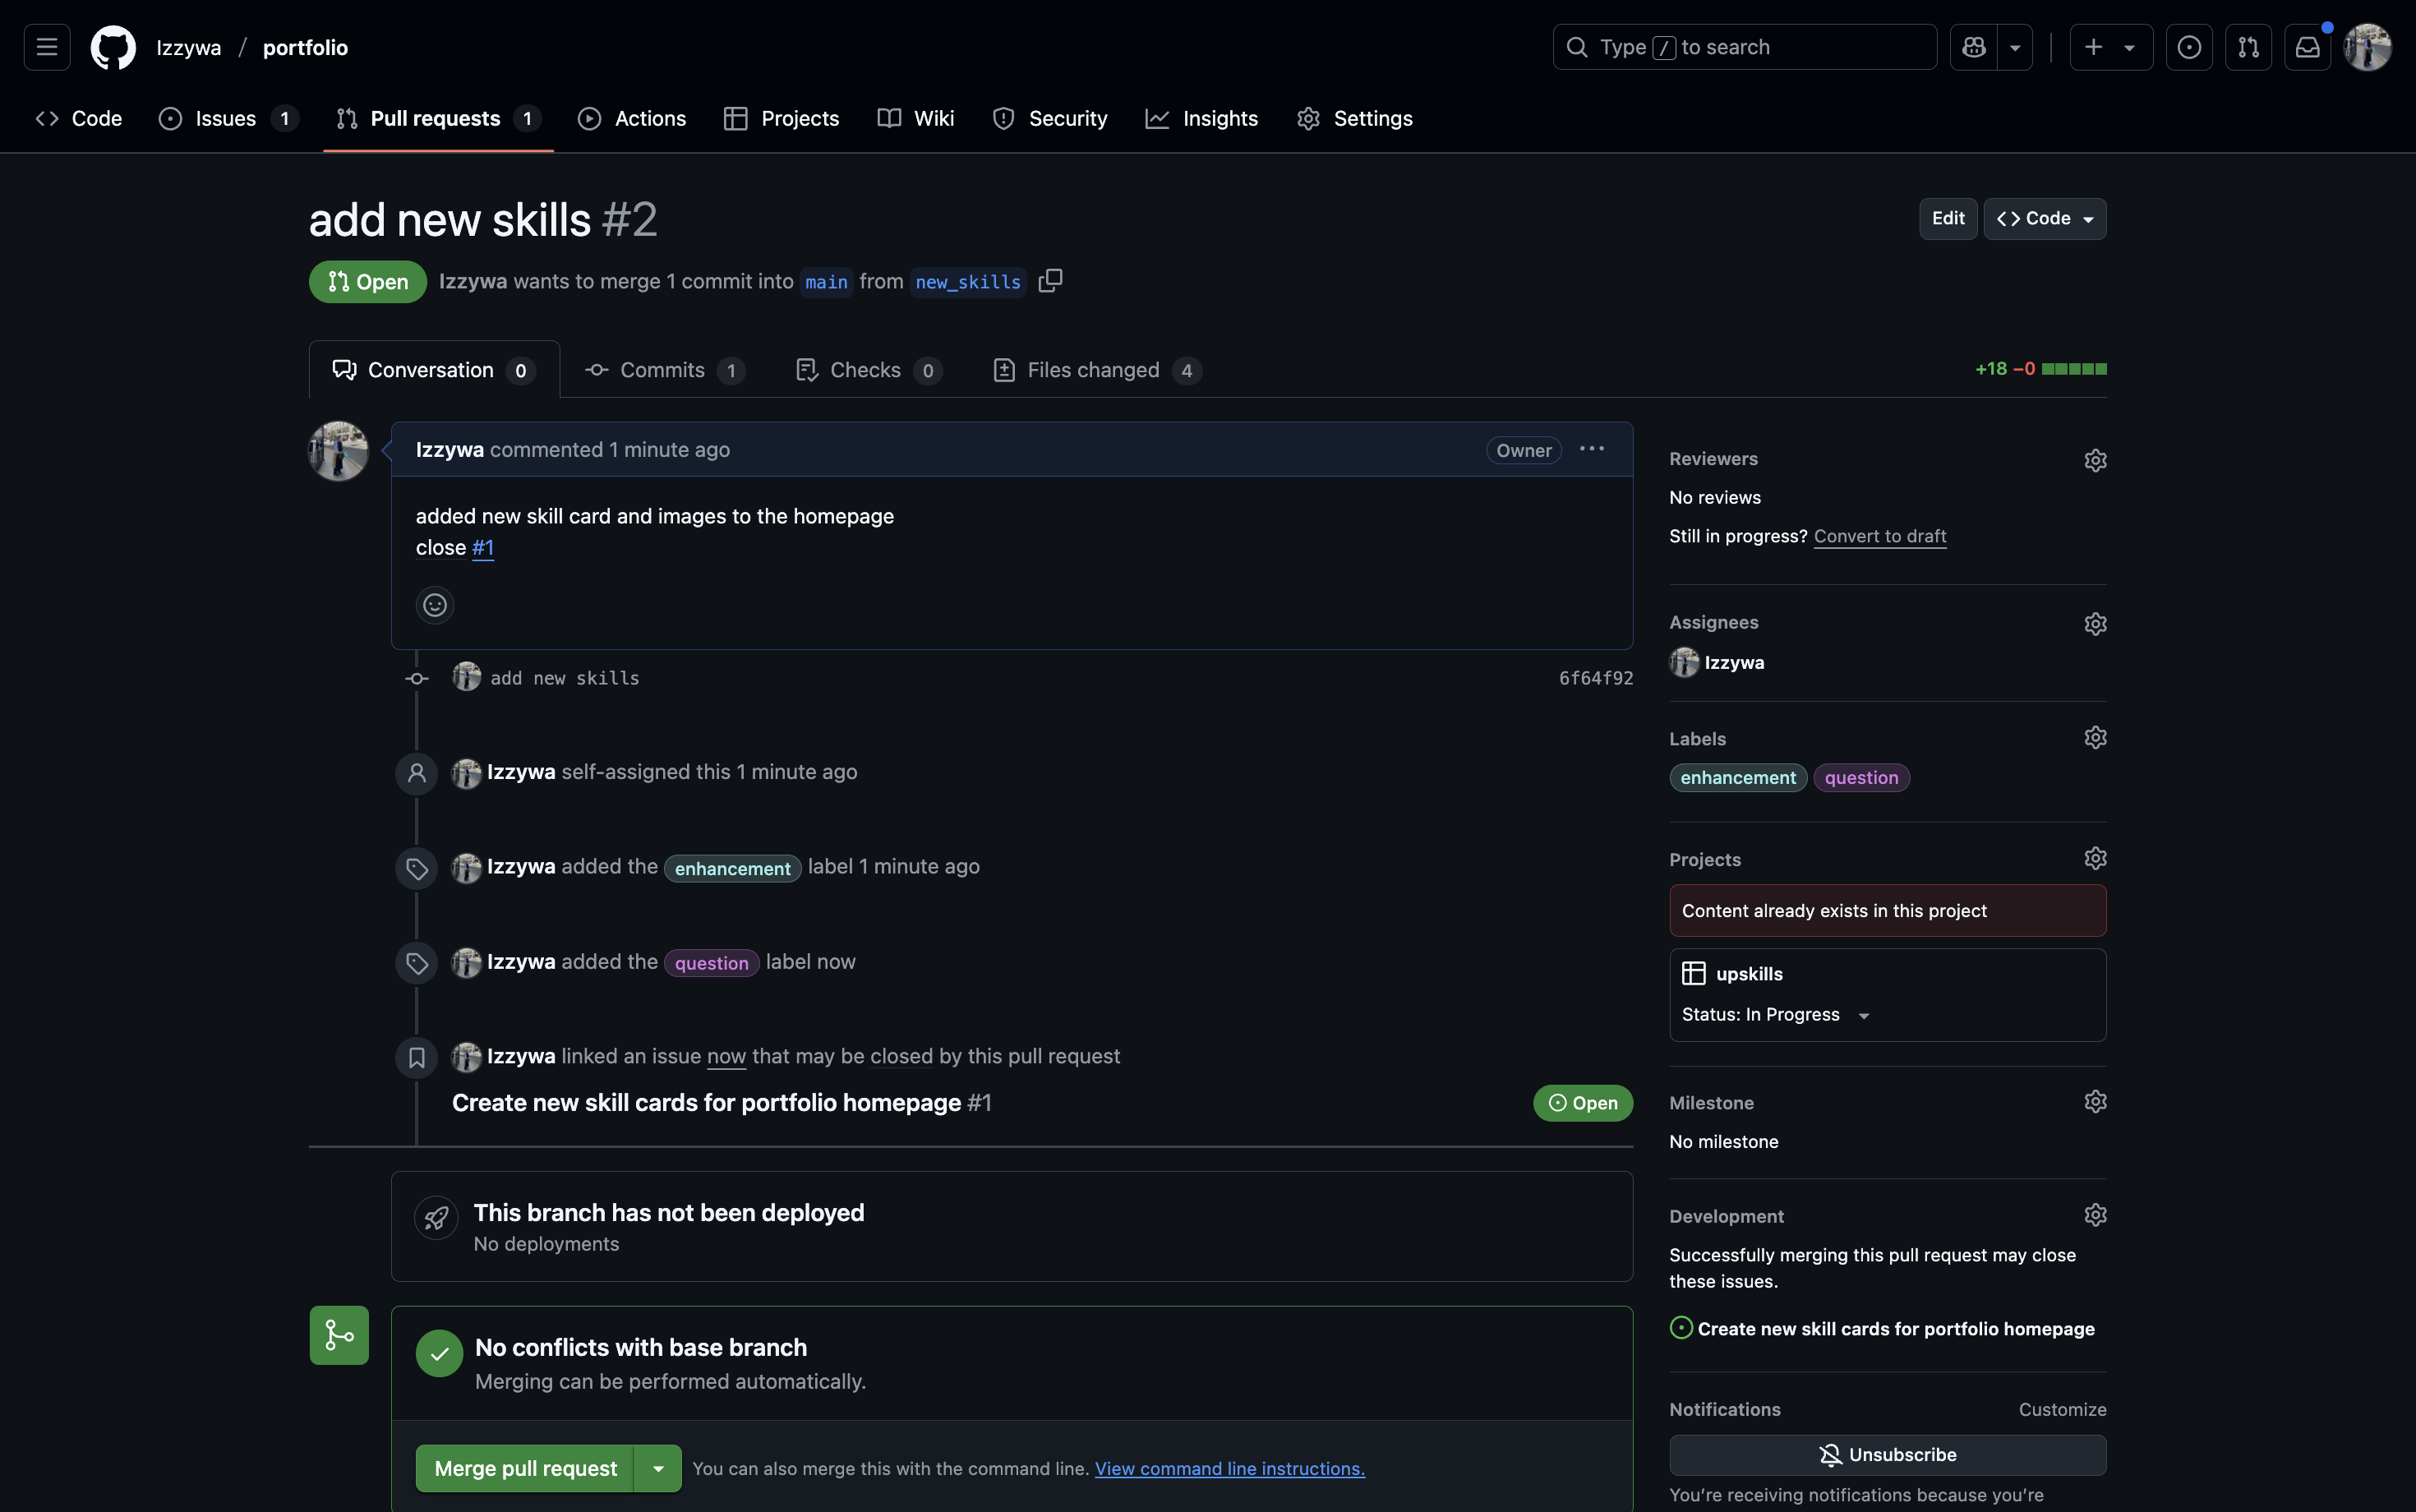 Izzywa / portfolio
Type / to search
Code
Issues 1
Pull requests 1
Actions
Projects
Wiki
Security
Insights
Settings
add new skills #2
Edit
Code
Open
Izzywa wants to merge 1 commit into main from new_skills
Conversation 0
Commits 1
Checks 0
Files changed 4
+18 −0
Izzywa commented 1 minute ago
Owner
added new skill card and images to the homepage
close #1
add new skills
6f64f92
Izzywa self-assigned this 1 minute ago
Izzywa added the enhancement label 1 minute ago
Izzywa added the question label now
Izzywa linked an issue now that may be closed by this pull request
Create new skill cards for portfolio homepage #1
Open
This branch has not been deployed
No deployments
No conflicts with base branch
Merging can be performed automatically.
Merge pull request
You can also merge this with the command line. View command line instructions.
Reviewers
No reviews
Still in progress? Convert to draft
Assignees
Izzywa
Labels
enhancement question
Projects
Content already exists in this project
upskills
Status: In Progress
Milestone
No milestone
Development
Successfully merging this pull request may close
these issues.
Create new skill cards for portfolio homepage
Notifications
Customize
Unsubscribe
You're receiving notifications because you're